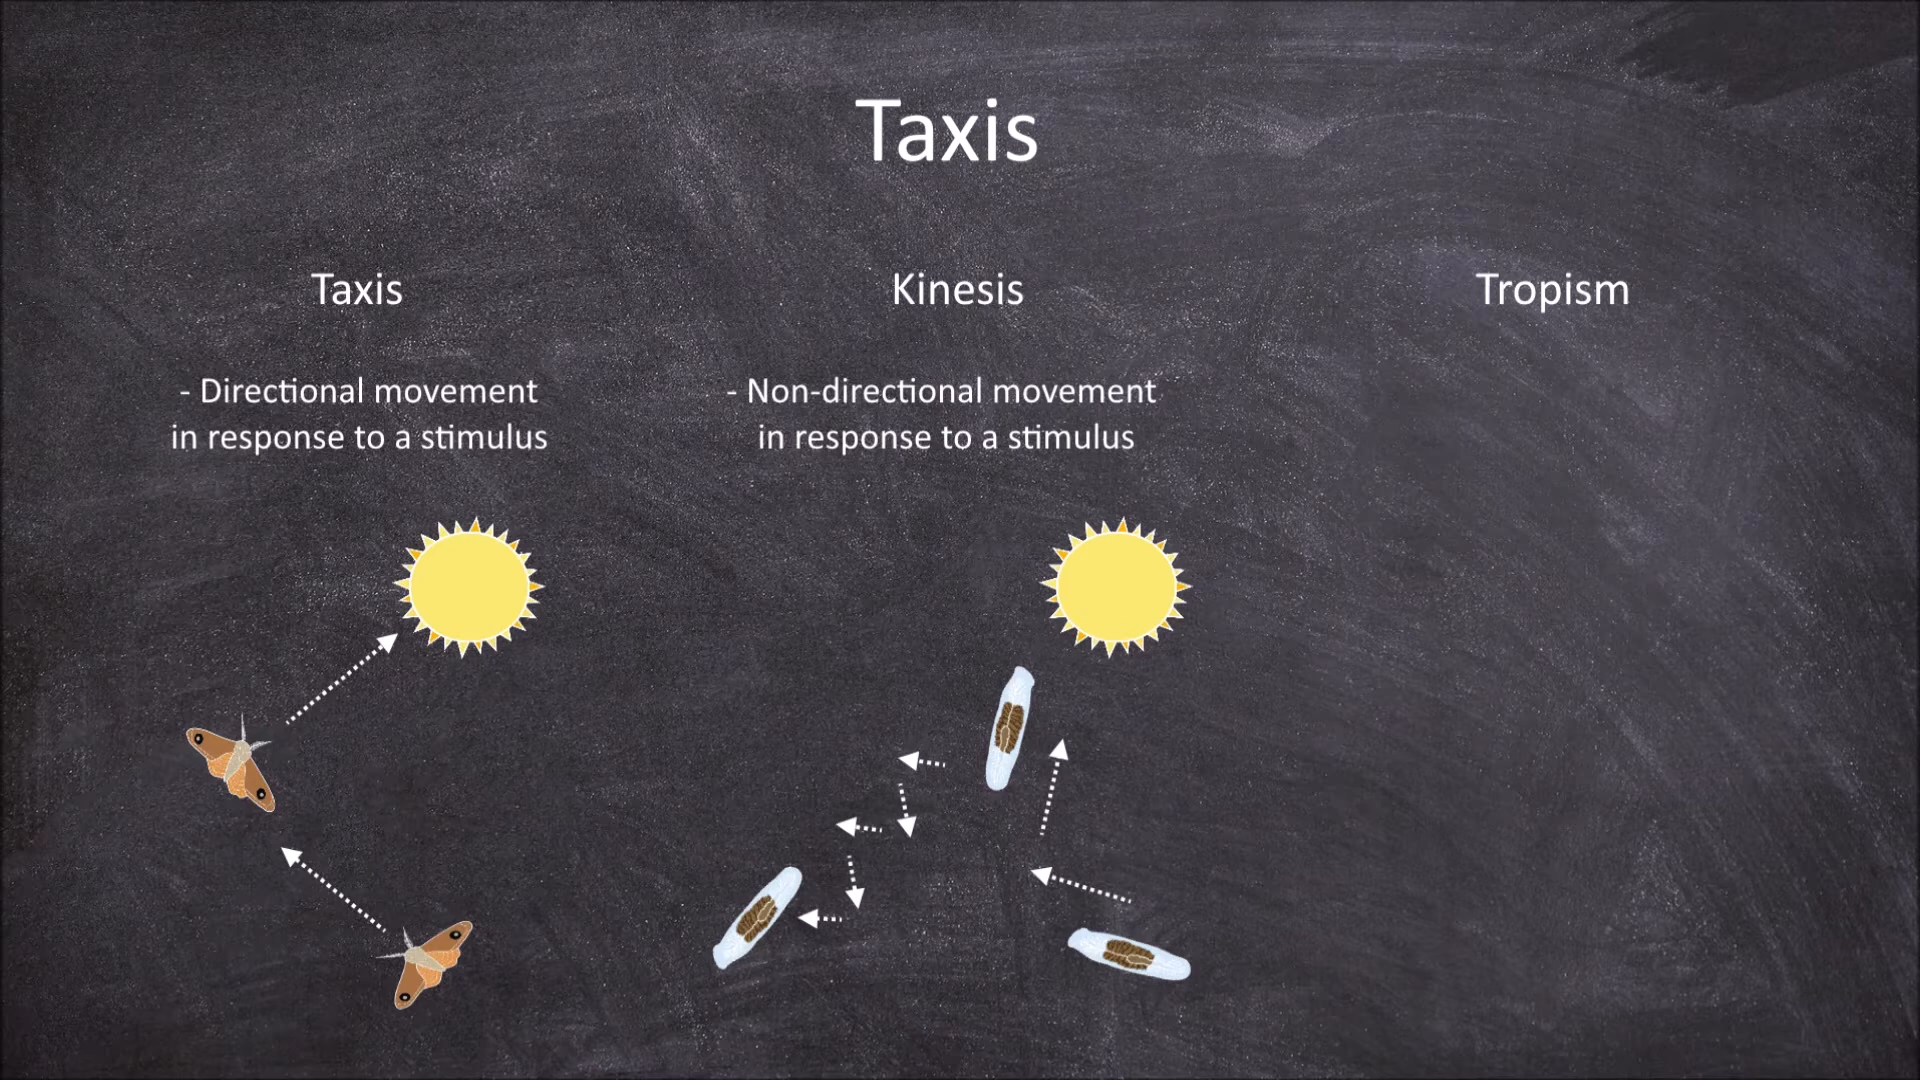 Taxis
Taxis
- Directional movement
in response to a stimulus
Kinesis
- Non-directional movement
in response to a stimulus
Tropism